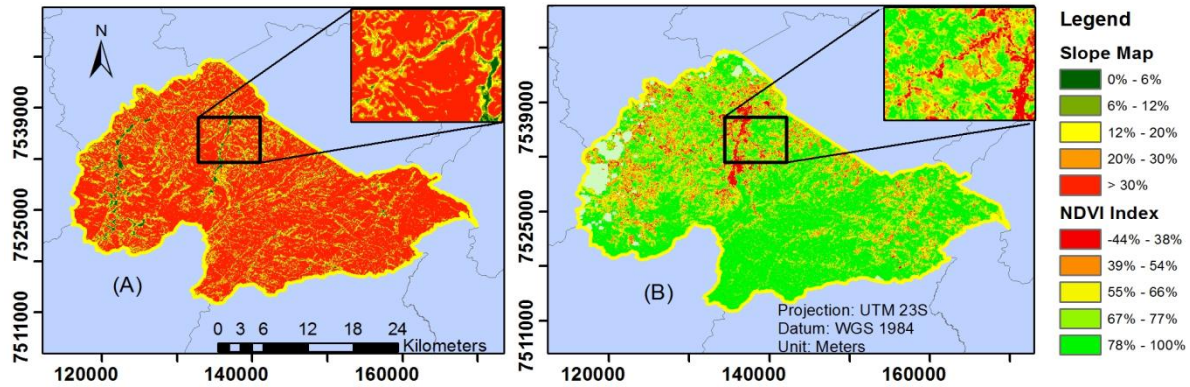 N
7539000
7525000
7511000
(A)
0 3 6 12 18 24
Kilometers
120000 140000 160000
7539000
7525000
7511000
(B)
Projection: UTM 23S
Datum: WGS 1984
Unit: Meters
120000 140000 160000
Legend
Slope Map
0% - 6%
6% - 12%
12% - 20%
20% - 30%
> 30%
NDVI Index
-44% - 38%
39% - 54%
55% - 66%
67% - 77%
78% - 100%